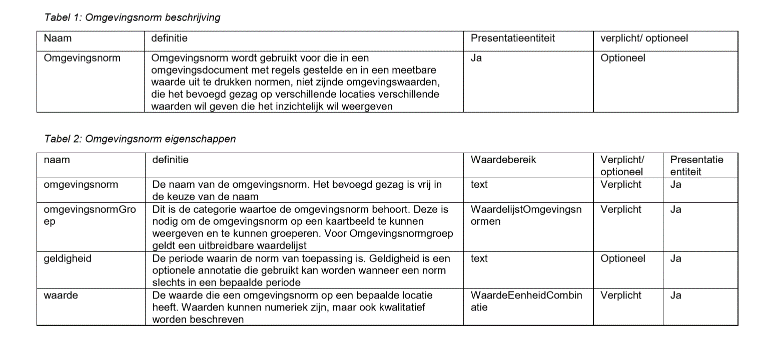 Tabel 1: Omgevingsnorm beschrijving
Naam definitie Presentatieentiteit verplicht/ optioneel
Omgevingsnorm Omgevingsnorm wordt gebruikt voor die in een Ja Optioneel
omgevingsdocument met regels gestelde en in een meetbare
waarde uit te drukken normen, niet zijnde omgevingswaarden,
die het bevoegd gezag op verschillende locaties verschillende
waarden wil geven die het inzichtelijk wil weergeven
Tabel 2: Omgevingsnorm eigenschappen
naam definitie Waardebereik Verplicht/ Presentatie
optioneel entiteit
omgevingsnorm De naam van de omgevingsnorm. Het bevoegd gezag is vrij in text Verplicht Ja
de keuze van de naam
omgevingsnormGro Dit is de categorie waartoe de omgevingsnorm behoort. Deze is WaardelijstOmgevingsn Verplicht Ja
ep nodig om de omgevingsnorm op een kaartbeeld te kunnen ormen
weergeven en te kunnen groeperen. Voor Omgevingsnormgroep
geldt een uitbreidbare waardelijst
geldigheid De periode waarin de norm van toepassing is. Geldigheid is een text Optioneel Ja
optionele annotatie die gebruikt kan worden wanneer een norm
slechts in een bepaalde periode
waarde De waarde die een omgevingsnorm op een bepaalde locatie WaardeEenheidCombin Verplicht Ja
heeft. Waarden kunnen numeriek zijn, maar ook kwalitatief atie
worden beschreven